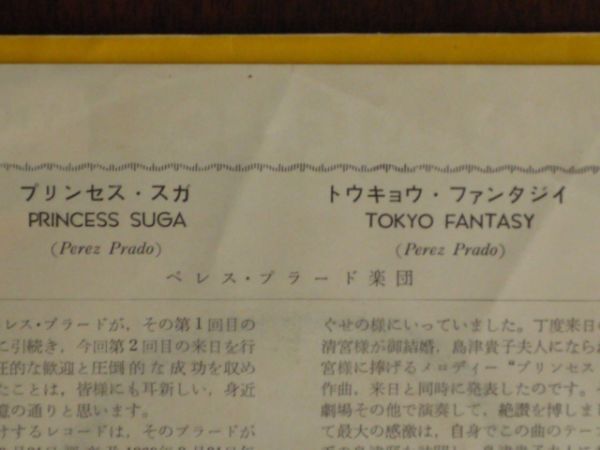 プリンセス・スガ
PRINCESS SUGA
(Perez Prado)
トウキョウ・ファンタジイ
TOKYO FANTASY
(Perez Prado)
ペレス・プラード楽団
レス・プラードが，その第1回目の
に引続き，今回第2回目の来日を行
圧的な歓迎と圧倒的な成功を収め
たことは，皆様にも耳新しい，身近
憶の通りと思います。
けするレコードは，そのプラードが
ぐせの様にいっていました。丁度来日の
清宮様が御結婚，島津貴子夫人になら
宮様に捧げるメロディー“プリンセス
作曲，来日と同時に発表したのです。
劇場その他で演奏して，絶讃を博しま
て最大の感激は，自身でこの曲のテー